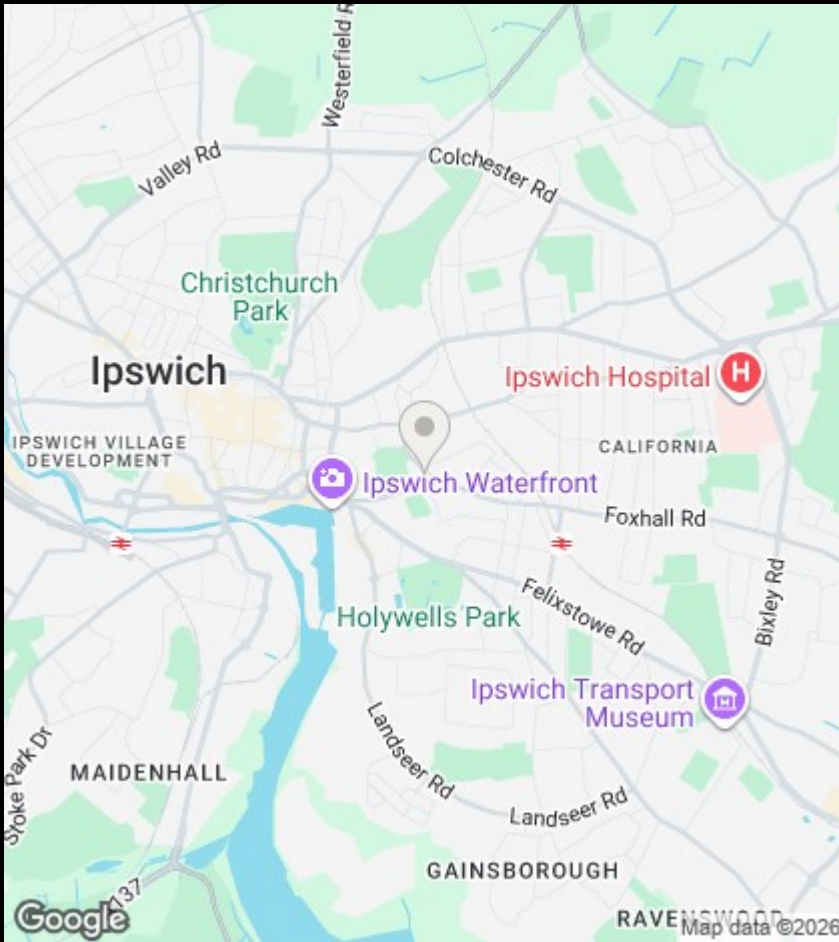 Westerfield R
Valley Rd
Colchester Rd
Christchurch
Park
Ipswich
Ipswich Hospital
H
IPSWICH VILLAGE
DEVELOPMENT
CALIFORNIA
Ipswich Waterfront
Foxhall Rd
Felixstowe Rd
Bixley Rd
Holywells Park
Ipswich Transport
Museum
Landseer Rd
Stoke Park Dr
MAIDENHALL
Landseer Rd
GAINSBOROUGH
137
RAVENSWOOD
Google
Map data ©2026